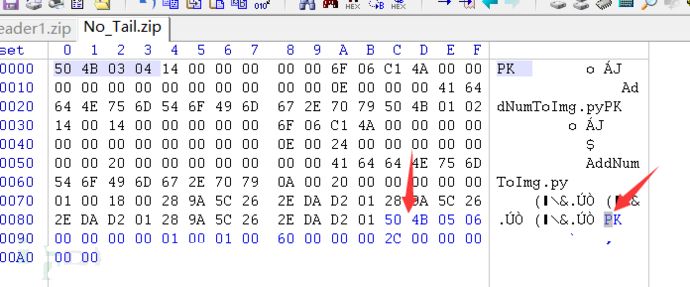 eader1.zip No_Tail.zip
set 0 1 2 3 4 5 6 7 8 9 A B C D E F
0000 50 4B 03 04 14 00 00 00 00 00 6F 06 C1 4A 00 00 PK o ÁJ
0010 00 00 00 00 00 00 00 00 00 00 0E 00 00 00 41 64 Ad
0020 64 4E 75 6D 54 6F 49 6D 67 2E 70 79 50 4B 01 02 dNumToImg.pyPK
0030 14 00 14 00 00 00 00 00 6F 06 C1 4A 00 00 00 00 o ÁJ
0040 00 00 00 00 00 00 00 00 0E 00 24 00 00 00 00 00 $
0050 00 00 20 00 00 00 00 00 00 00 41 64 64 4E 75 6D AddNum
0060 54 6F 49 6D 67 2E 70 79 0A 00 20 00 00 00 00 00 ToImg.py
0070 01 00 18 00 28 9A 5C 26 2E DA D2 01 28 9A 5C 26 (▮\&.ÚÒ (▮\&
0080 2E DA D2 01 28 9A 5C 26 2E DA D2 01 50 4B 05 06 .ÚÒ (▮\&.ÚÒ PK
0090 00 00 00 00 01 00 01 00 60 00 00 00 2C 00 00 00 ` ,
00A0 00 00